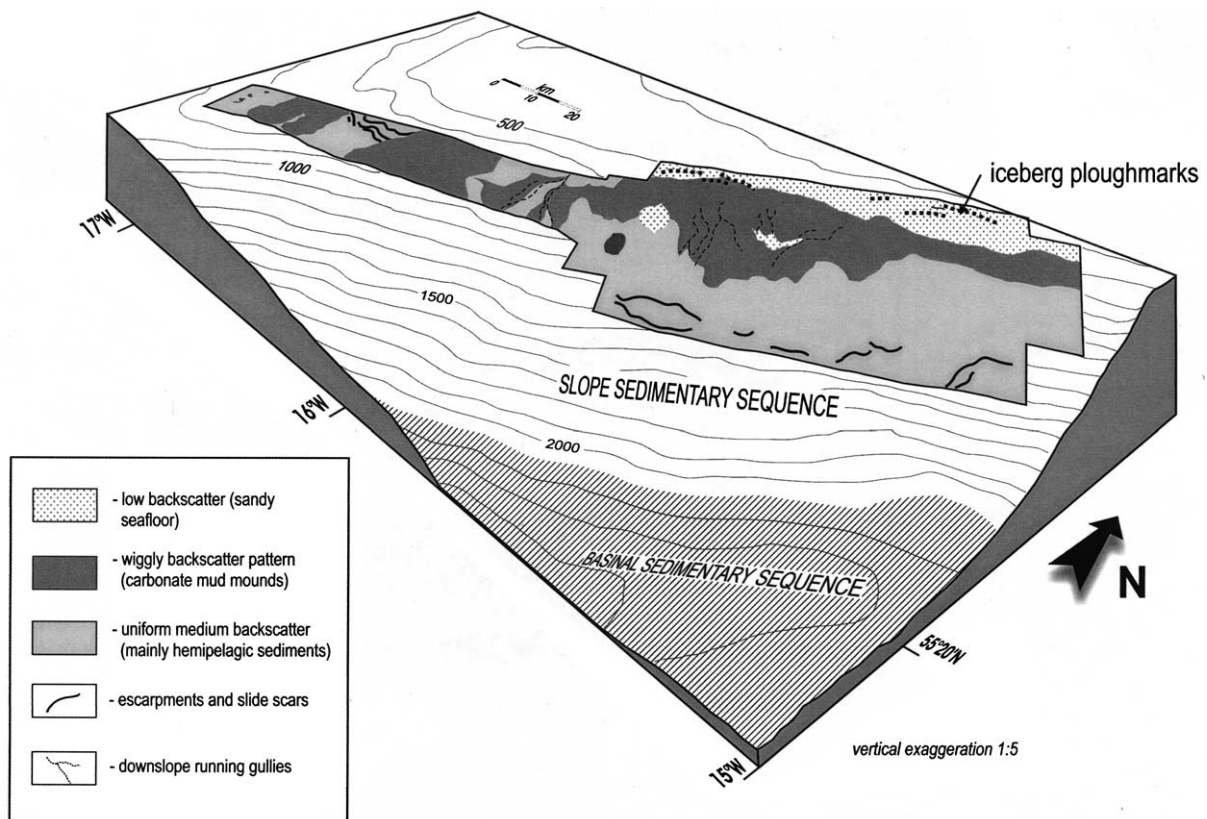 km
0
10
20
500
iceberg ploughmarks
1000
17°W
1500
SLOPE SEDIMENTARY SEQUENCE
16°W
2000
BASINAL SEDIMENTARY SEQUENCE
N
55°20'N
15°W
vertical exaggeration 1:5
- low backscatter (sandy
seafloor)
- wiggly backscatter pattern
(carbonate mud mounds)
- uniform medium backscatter
(mainly hemipelagic sediments)
- escarpments and slide scars
- downslope running gullies